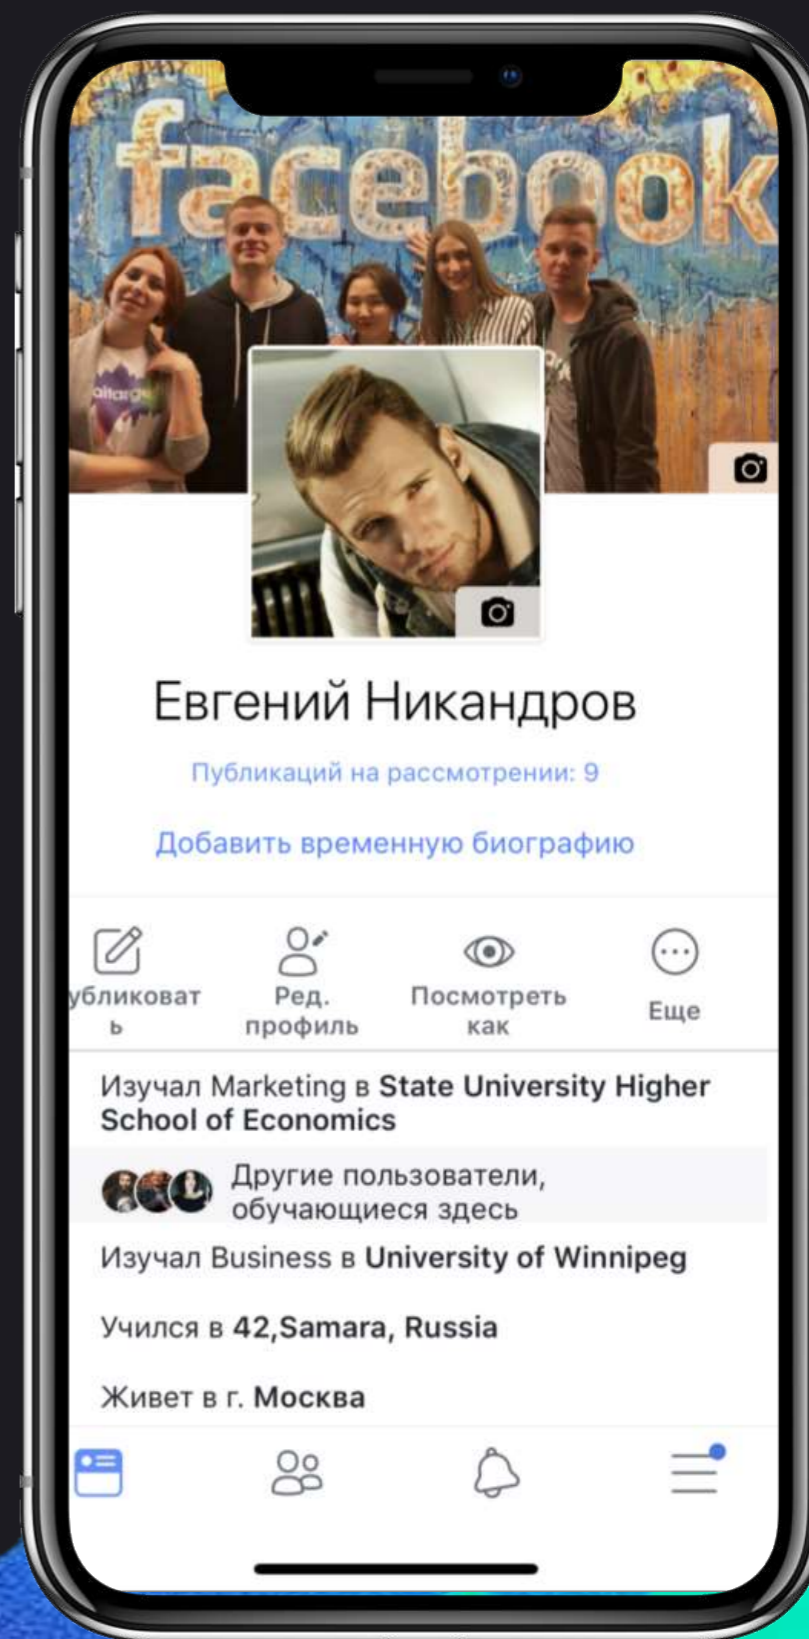 facebook
altarg
Евгений Никандров
Публикаций на рассмотрении: 9
Добавить временную биографию
убликоват
ь
Ред.
профиль
Посмотреть
как
Еще
Изучал Marketing в State University Higher
School of Economics
Другие пользователи,
обучающиеся здесь
Изучал Business в University of Winnipeg
Учился в 42,Samara, Russia
Живет в г. Москва